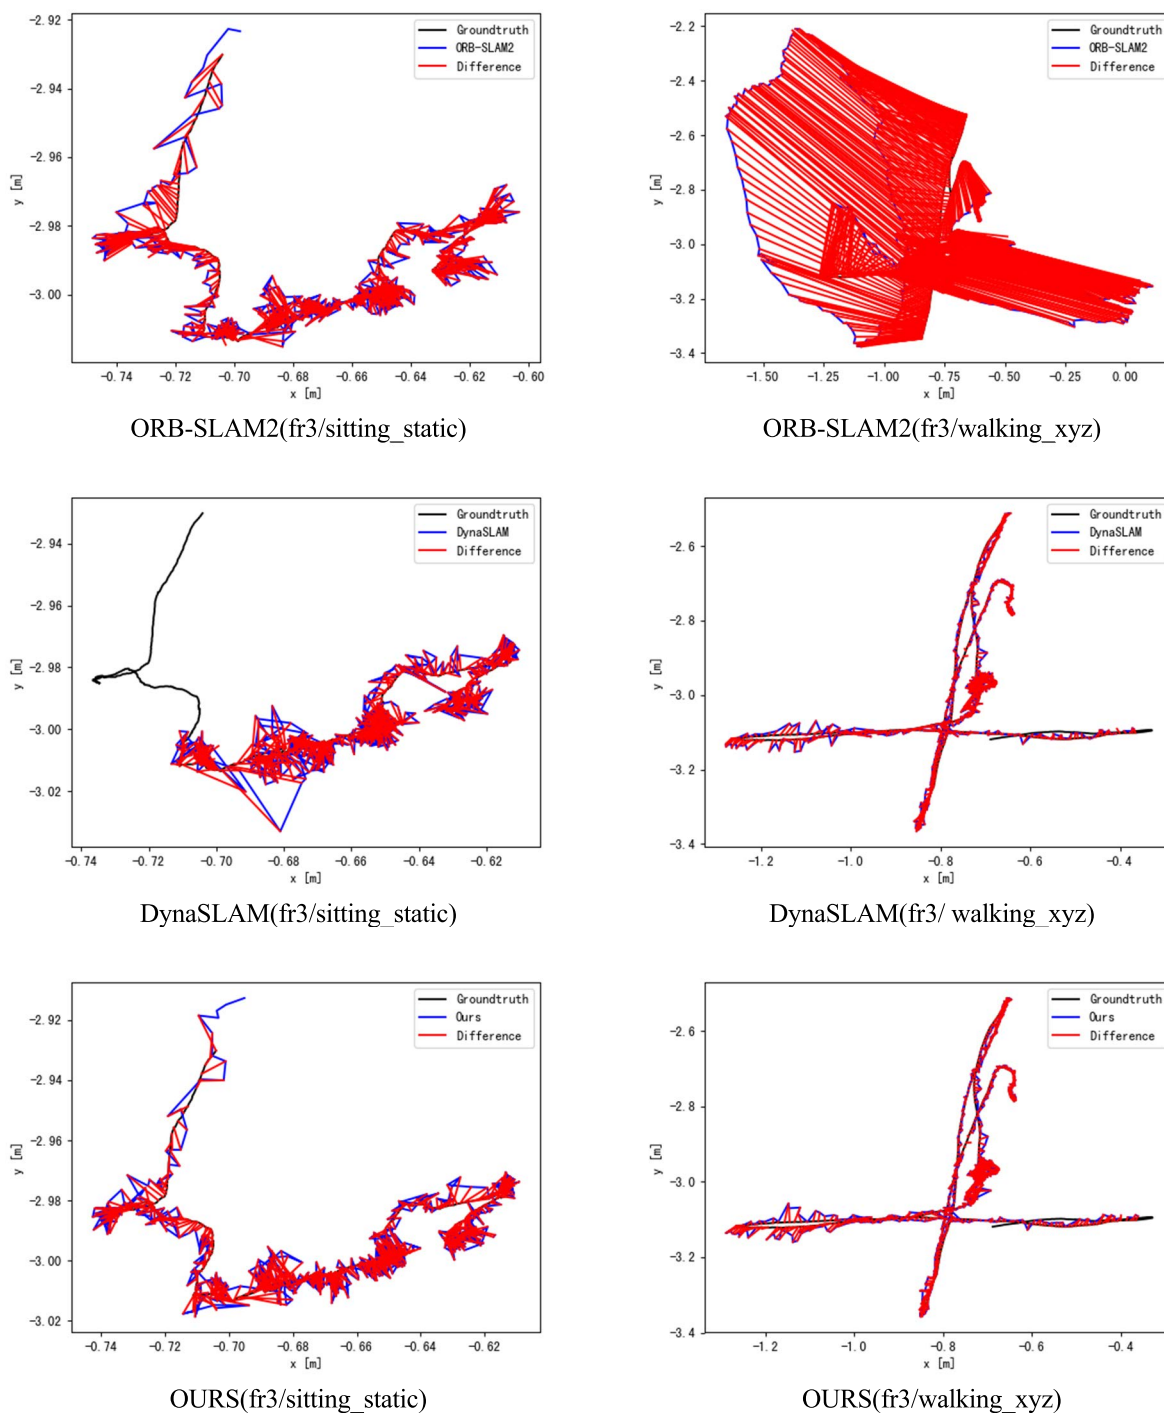 −2.92
−2.94
−2.96
−2.98
−3.00
y [m]
Groundtruth
ORB-SLAM2
Difference
−0.74 −0.72 −0.70 −0.68 −0.66 −0.64 −0.62 −0.60
x [m]
ORB-SLAM2(fr3/sitting_static)
−2.2
−2.4
−2.6
−2.8
−3.0
−3.2
−3.4
y [m]
Groundtruth
ORB-SLAM2
Difference
−1.50 −1.25 −1.00 −0.75 −0.50 −0.25 0.00
x [m]
ORB-SLAM2(fr3/walking_xyz)
−2.94
−2.96
−2.98
−3.00
−3.02
y [m]
Groundtruth
DynaSLAM
Difference
−0.74 −0.72 −0.70 −0.68 −0.66 −0.64 −0.62
x [m]
DynaSLAM(fr3/sitting_static)
−2.6
−2.8
−3.0
−3.2
−3.4
y [m]
Groundtruth
DynaSLAM
Difference
−1.2 −1.0 −0.8 −0.6 −0.4
x [m]
DynaSLAM(fr3/ walking_xyz)
−2.92
−2.94
−2.96
−2.98
−3.00
−3.02
y [m]
Groundtruth
Ours
Difference
−0.74 −0.72 −0.70 −0.68 −0.66 −0.64 −0.62
x [m]
OURS(fr3/sitting_static)
−2.6
−2.8
−3.0
−3.2
−3.4
y [m]
Groundtruth
Ours
Difference
−1.2 −1.0 −0.8 −0.6 −0.4
x [m]
OURS(fr3/walking_xyz)